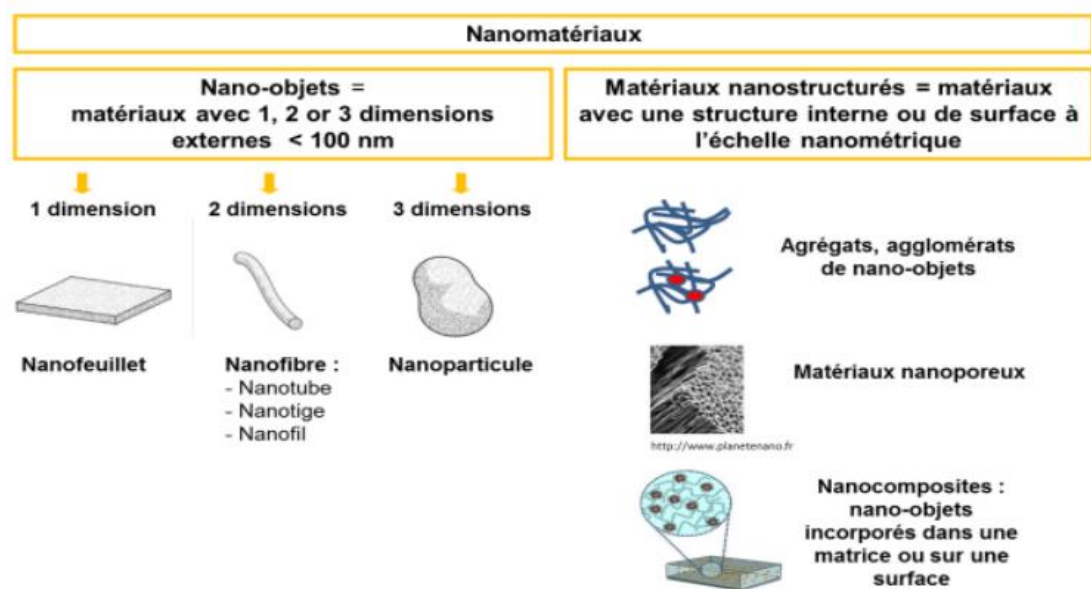 Nanomatériaux
Nano-objets =
matériaux avec 1, 2 or 3 dimensions
externes < 100 nm
Matériaux nanostructurés = matériaux
avec une structure interne ou de surface à
l'échelle nanométrique
1 dimension
2 dimensions
3 dimensions
Nanofeuillet
Nanofibre :
- Nanotube
- Nanotige
- Nanofil
Nanoparticule
Agrégats, agglomérats
de nano-objets
Matériaux nanoporeux
http://www.planetenano.fr
Nanocomposites :
nano-objets
incorporés dans une
matrice ou sur une
surface